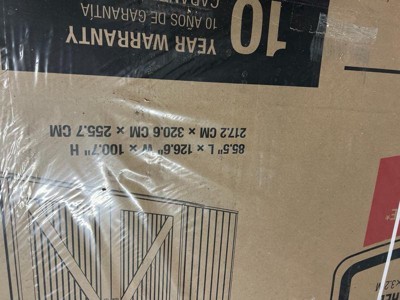 85.5" L x 126.6" W x 100.7" H
217.2 CM x 320.6 CM x 255.7 CM
10
YEAR WARRANTY
10 AÑOS DE GARANTÍA